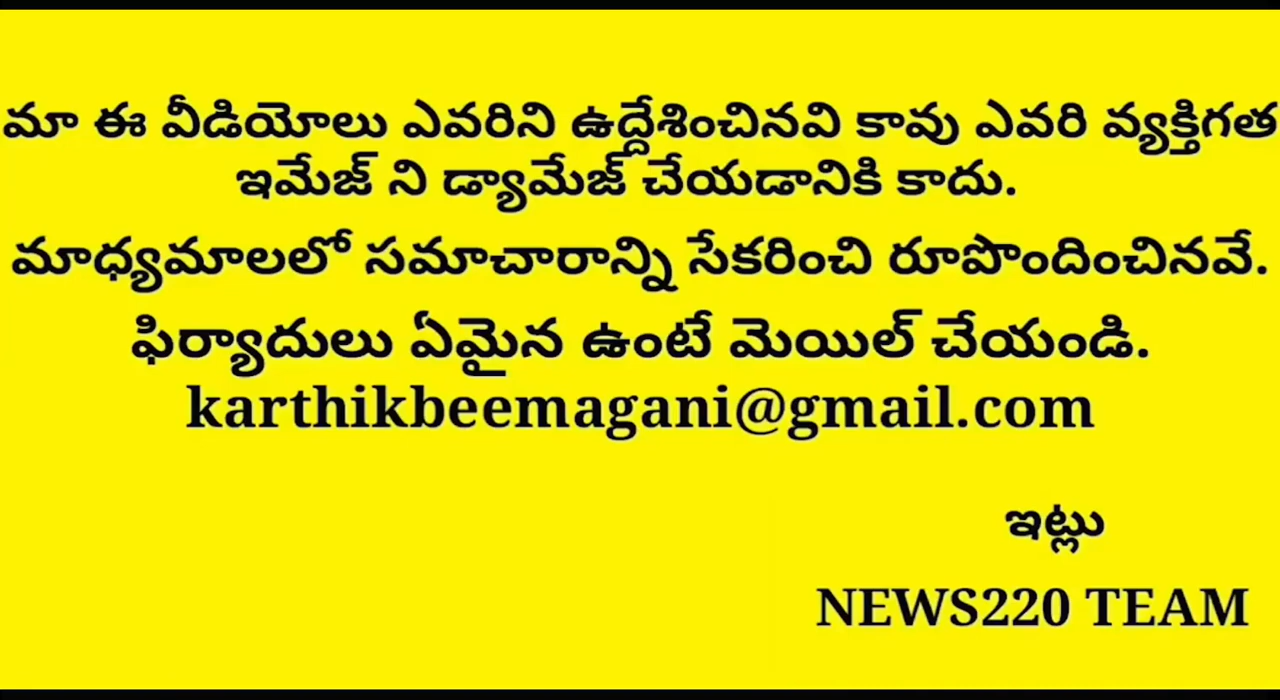 మా ఈ వీడియోలు ఎవరిని ఉద్దేశించినవి కావు ఎవరి వ్యక్తిగత
ఇమేజ్ ని డ్యామేజ్ చేయడానికి కాదు.
మాధ్యమాలలో సమాచారాన్ని సేకరించి రూపొందించినవే.
ఫిర్యాదులు ఏమైన ఉంటే మెయిల్ చేయండి.
karthikbeemagani@gmail.com
ఇట్లు
NEWS220 TEAM